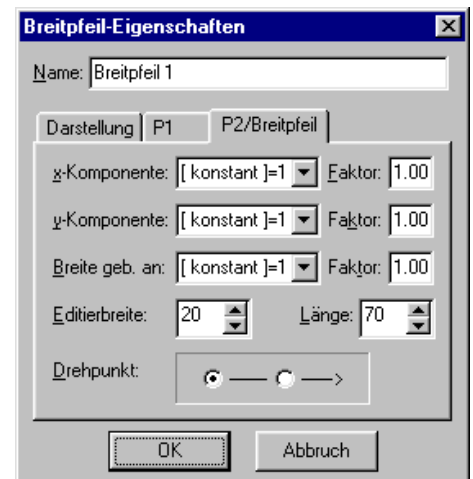 Breitpfeil-Eigenschaften
Name: Breitpfeil 1
Darstellung P1 P2/Breitpfeil
x-Komponente: [ konstant ]=1 Faktor: 1.00
y-Komponente: [ konstant ]=1 Faktor: 1.00
Breite geb. an: [ konstant ]=1 Faktor: 1.00
Editierbreite: 20 Länge: 70
Drehpunkt:
OK Abbruch